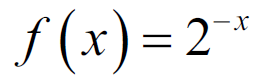 f(x) = 2^{-x}